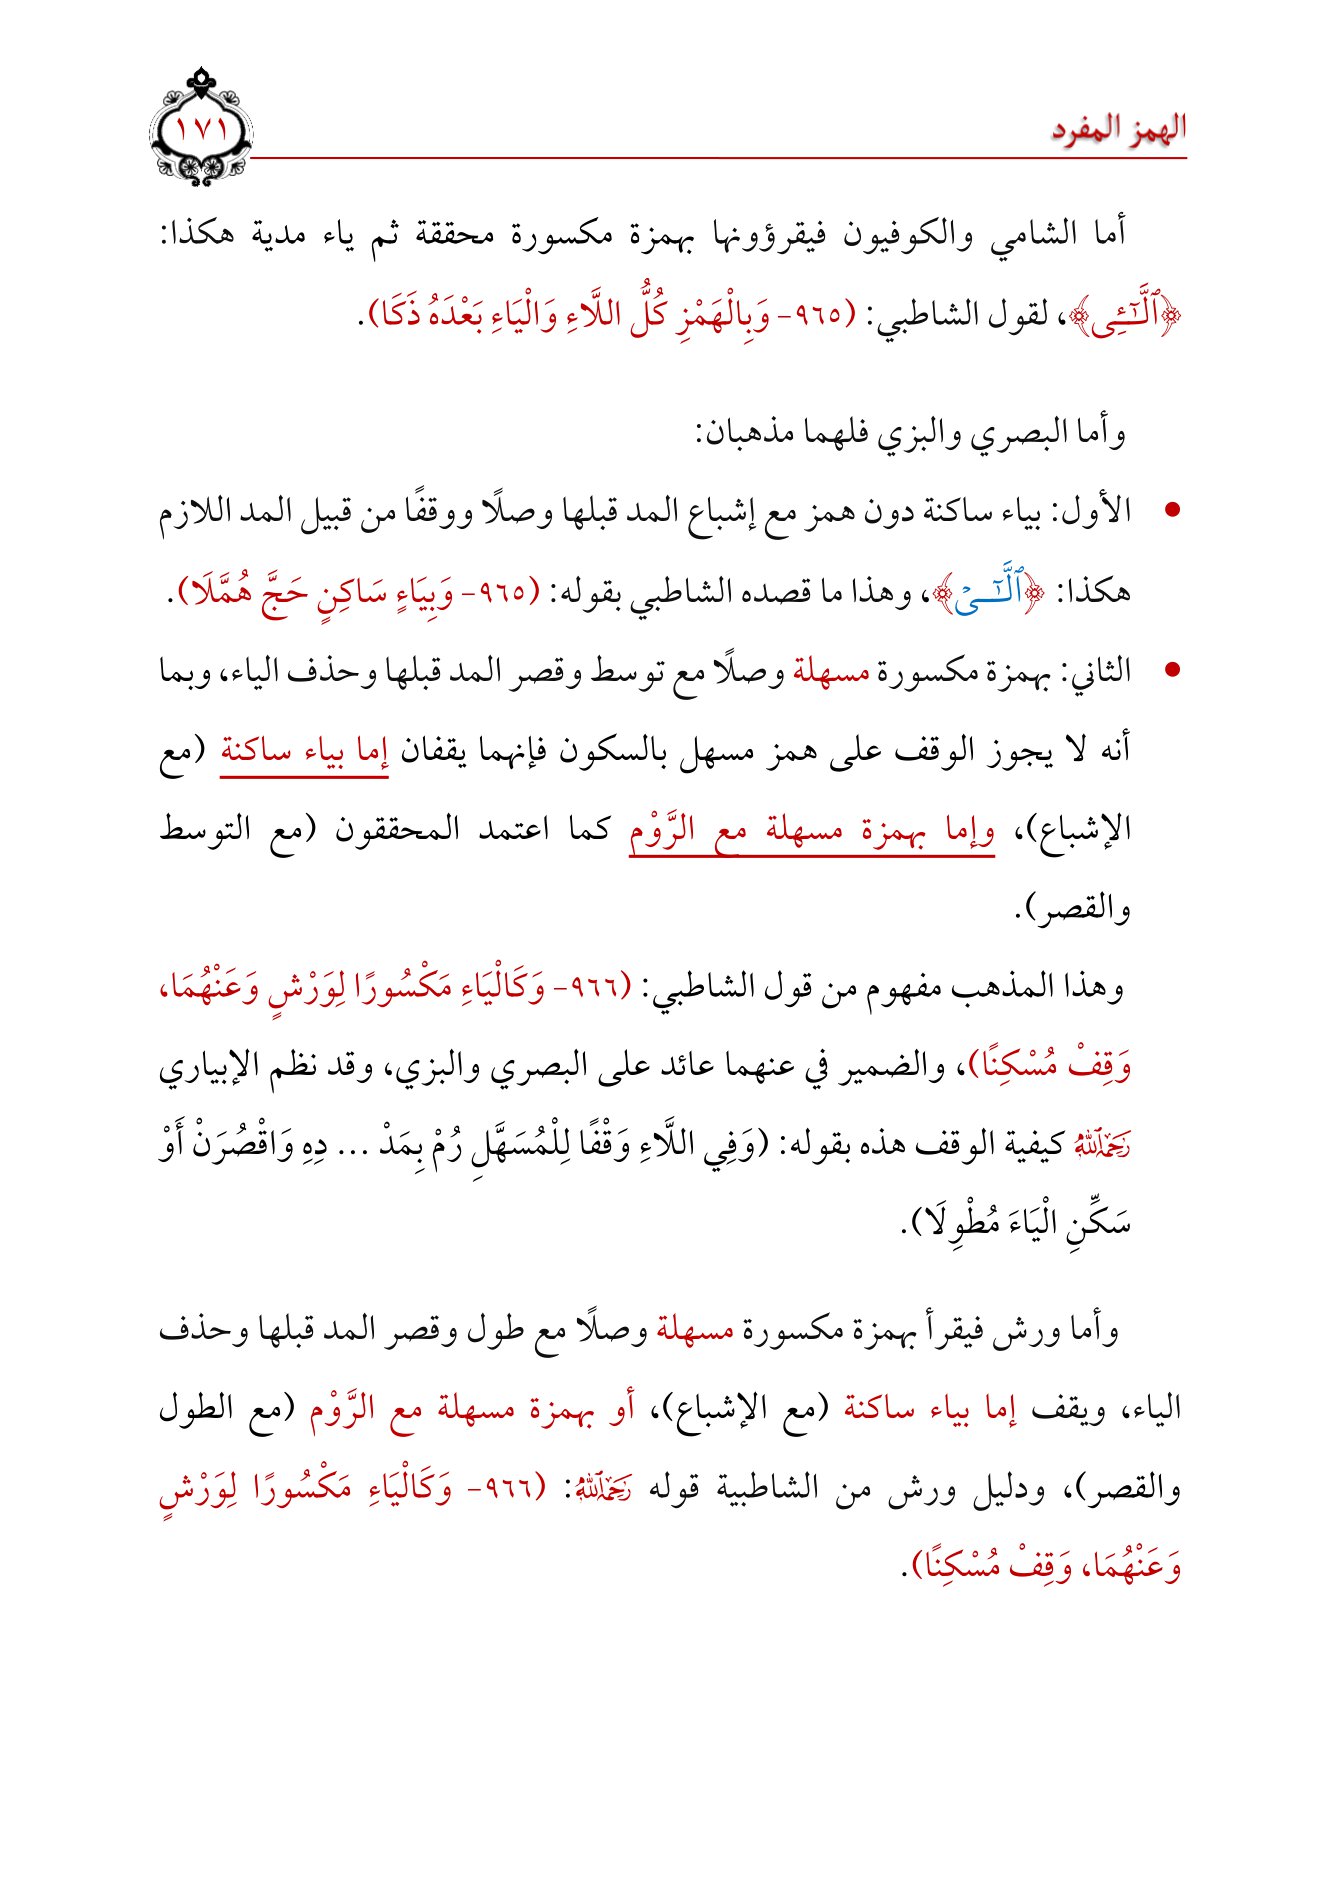 الهمز المفرد
١٧١
أما الشامي والكوفيون فيقرؤونها بهمزة مكسورة محققة ثم ياء مدية هكذا:
﴿ٱلَّٰٓـِٔي﴾، لقول الشاطبي: (٩٦٥- وَبِالْهَمْزِ كُلُّ اللَّاءِ وَالْيَاءِ بَعْدَهُ ذَكَا).
وأما البصري والبزي فلهما مذهبان:
• الأول: بياء ساكنة دون همز مع إشباع المد قبلها وصلًا ووقفًا من قبيل المد اللازم
هكذا: ﴿ٱلَّٰٓـيْ﴾، وهذا ما قصده الشاطبي بقوله: (٩٦٥- وَبِيَاءٍ سَاكِنٍ حَجَّ هُمَّلَا).
• الثاني: بهمزة مكسورة مسهلة وصلًا مع توسط وقصر المد قبلها وحذف الياء، وبما
أنه لا يجوز الوقف على همز مسهل بالسكون فإنهما يقفان إما بياء ساكنة (مع
الإشباع)، وإما بهمزة مسهلة مع الرَّوْم كما اعتمد المحققون (مع التوسط
والقصر).
وهذا المذهب مفهوم من قول الشاطبي: (٩٦٦- وَكَالْيَاءِ مَكْسُورًا لِوَرْشٍ وَعَنْهُمَا،
وَقِفْ مُسْكِنًا)، والضمير في عنهما عائد على البصري والبزي، وقد نظم الإبياري
رَحِمَهُ ٱللَّهُ كيفية الوقف هذه بقوله: (وَفِي اللَّاءِ وَقْفًا لِلْمُسَهَّلِ رُمْ بِمَدْ ... دِهِ وَاقْصُرَنْ أَوْ
سَكِّنِ الْيَاءَ مُطْوِلَا).
وأما ورش فيقرأ بهمزة مكسورة مسهلة وصلًا مع طول وقصر المد قبلها وحذف
الياء، ويقف إما بياء ساكنة (مع الإشباع)، أو بهمزة مسهلة مع الرَّوْم (مع الطول
والقصر)، ودليل ورش من الشاطبية قوله رَحِمَهُ ٱللَّهُ: (٩٦٦- وَكَالْيَاءِ مَكْسُورًا لِوَرْشٍ
وَعَنْهُمَا، وَقِفْ مُسْكِنًا).